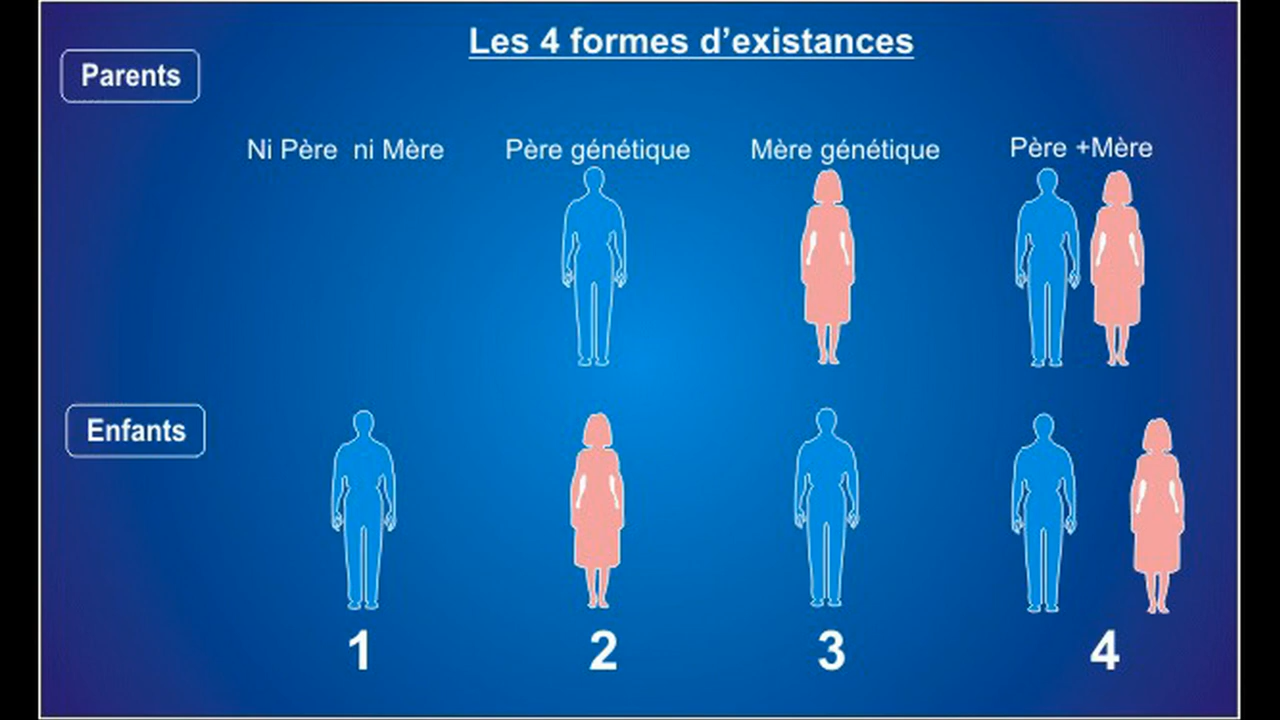 Les 4 formes d’existances
Parents
Ni Père ni Mère
Père génétique
Mère génétique
Père +Mère
Enfants
1
2
3
4